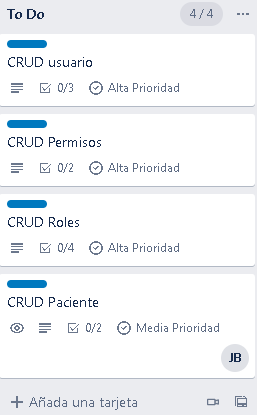 To Do 4 / 4
CRUD usuario
0/3 Alta Prioridad
CRUD Permisos
0/2 Alta Prioridad
CRUD Roles
0/4 Alta Prioridad
CRUD Paciente
0/2 Media Prioridad
JB
Añada una tarjeta